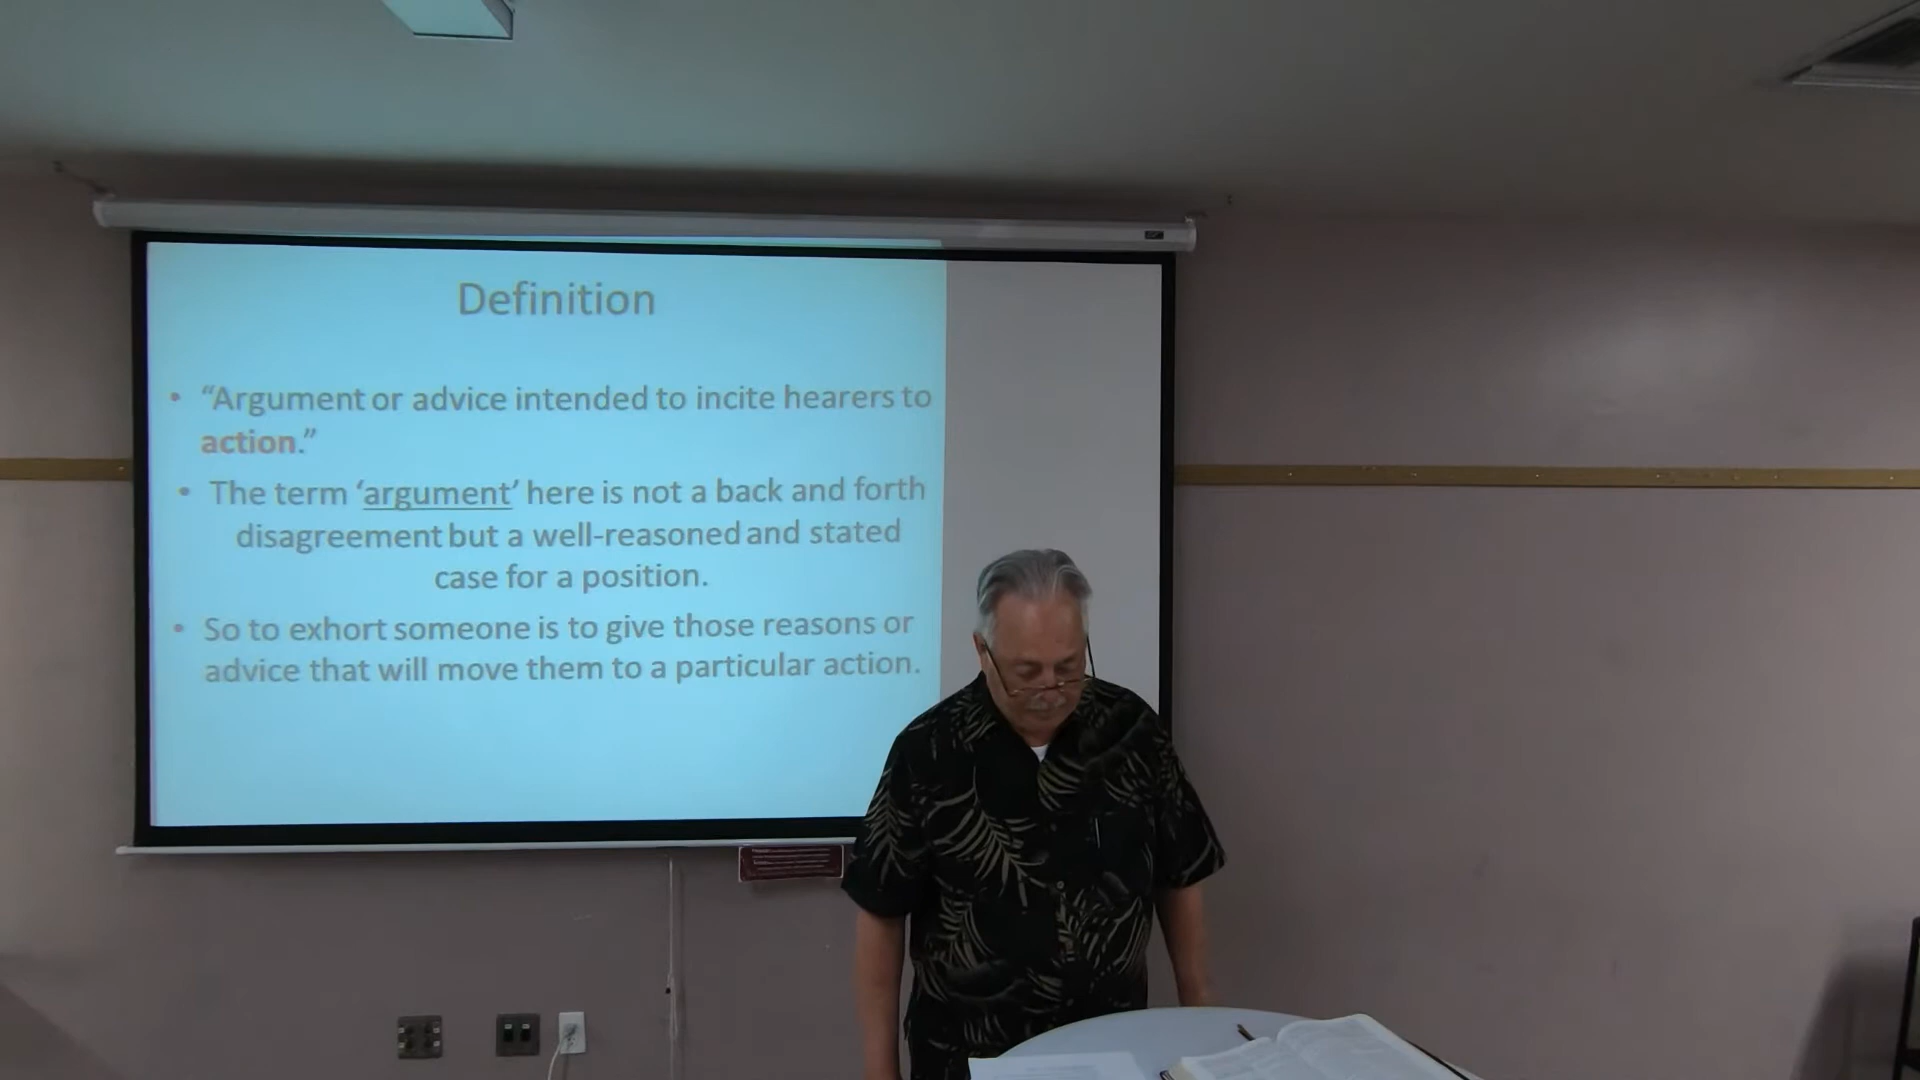 Definition
• “Argument or advice intended to incite hearers to
action.”
• The term ‘argument’ here is not a back and forth
disagreement but a well-reasoned and stated
case for a position.
• So to exhort someone is to give those reasons or
advice that will move them to a particular action.